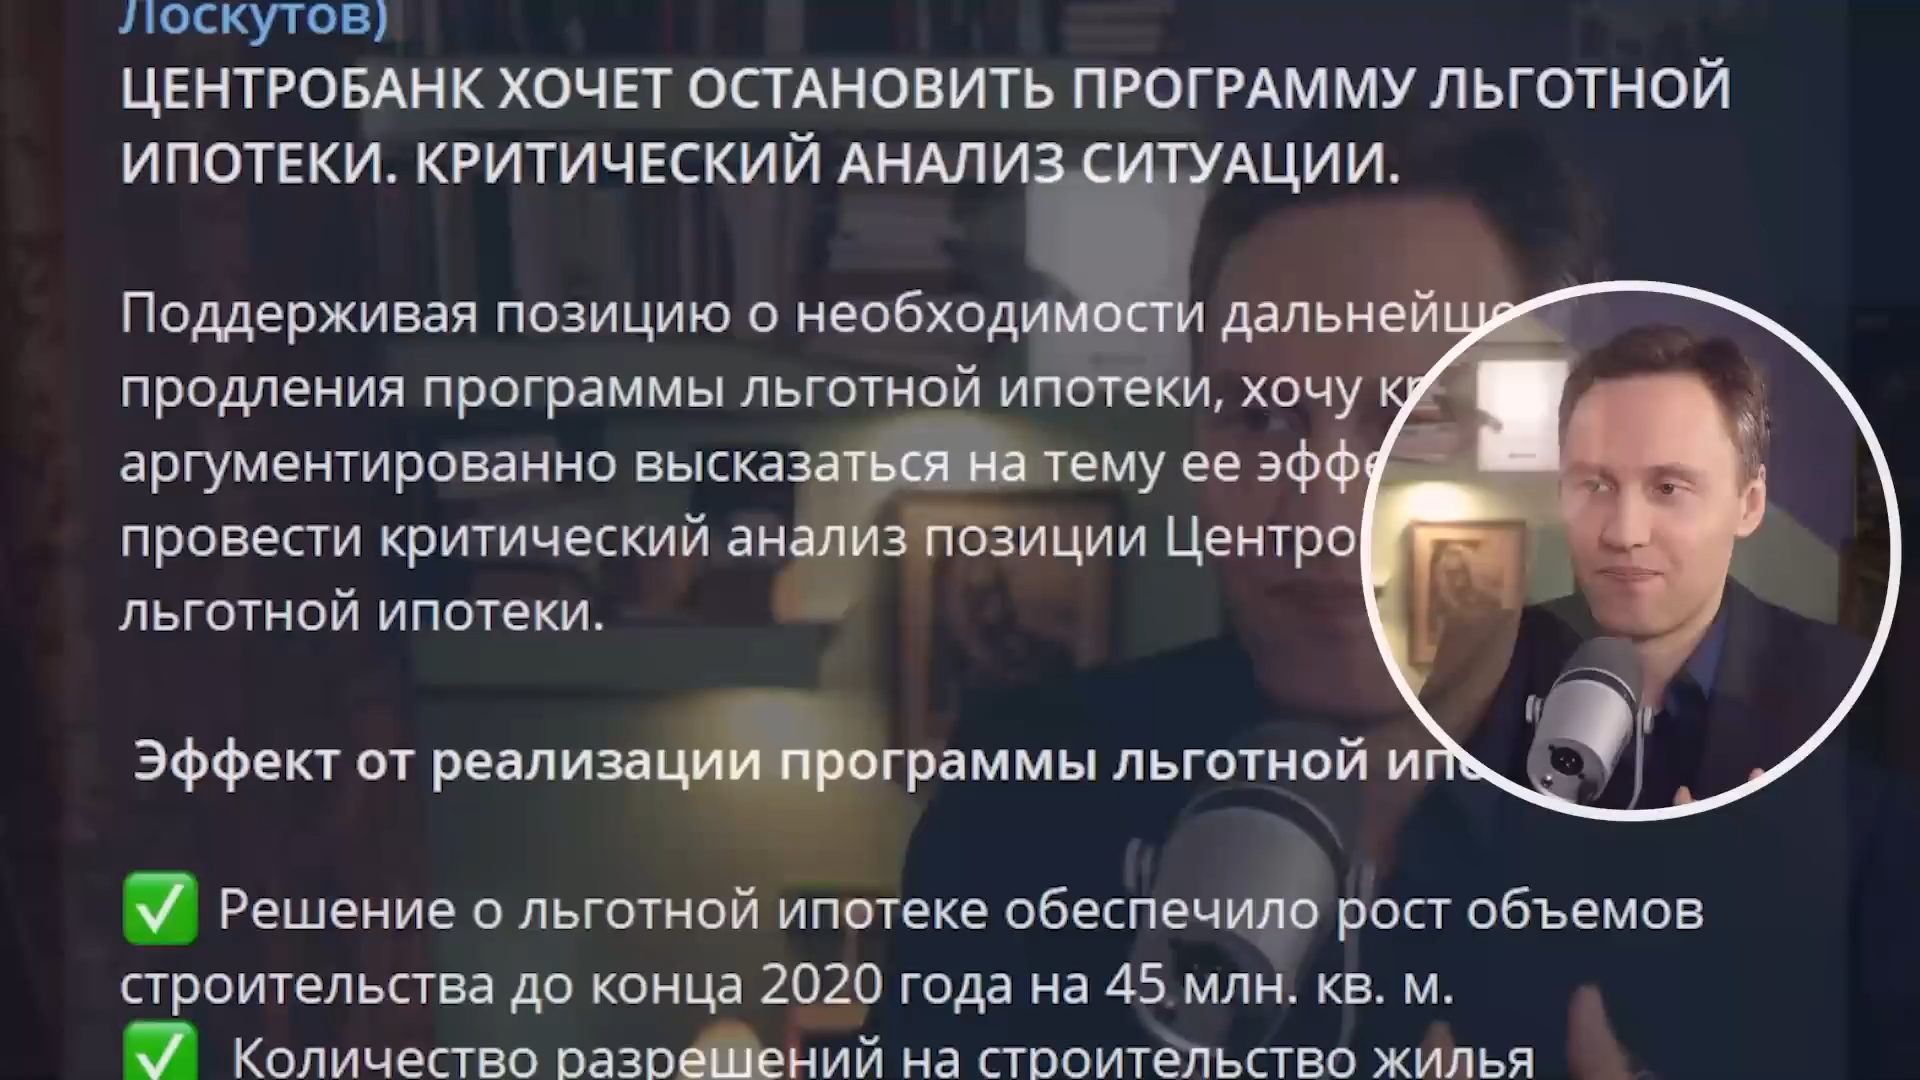 Лоскутов)
ЦЕНТРОБАНК ХОЧЕТ ОСТАНОВИТЬ ПРОГРАММУ ЛЬГОТНОЙ
ИПОТЕКИ. КРИТИЧЕСКИЙ АНАЛИЗ СИТУАЦИИ.
Поддерживая позицию о необходимости
продления программы льготной ипотеки, хочу
аргументированно высказаться на тему ее
провести критический анализ позиции
льготной ипотеки.
Эффект от реализации программы льготной
Решение о льготной ипотеке обеспечило рост объемов
строительства до конца 2020 года на 45 млн. кв. м.
Количество разрешений на строительство жилья